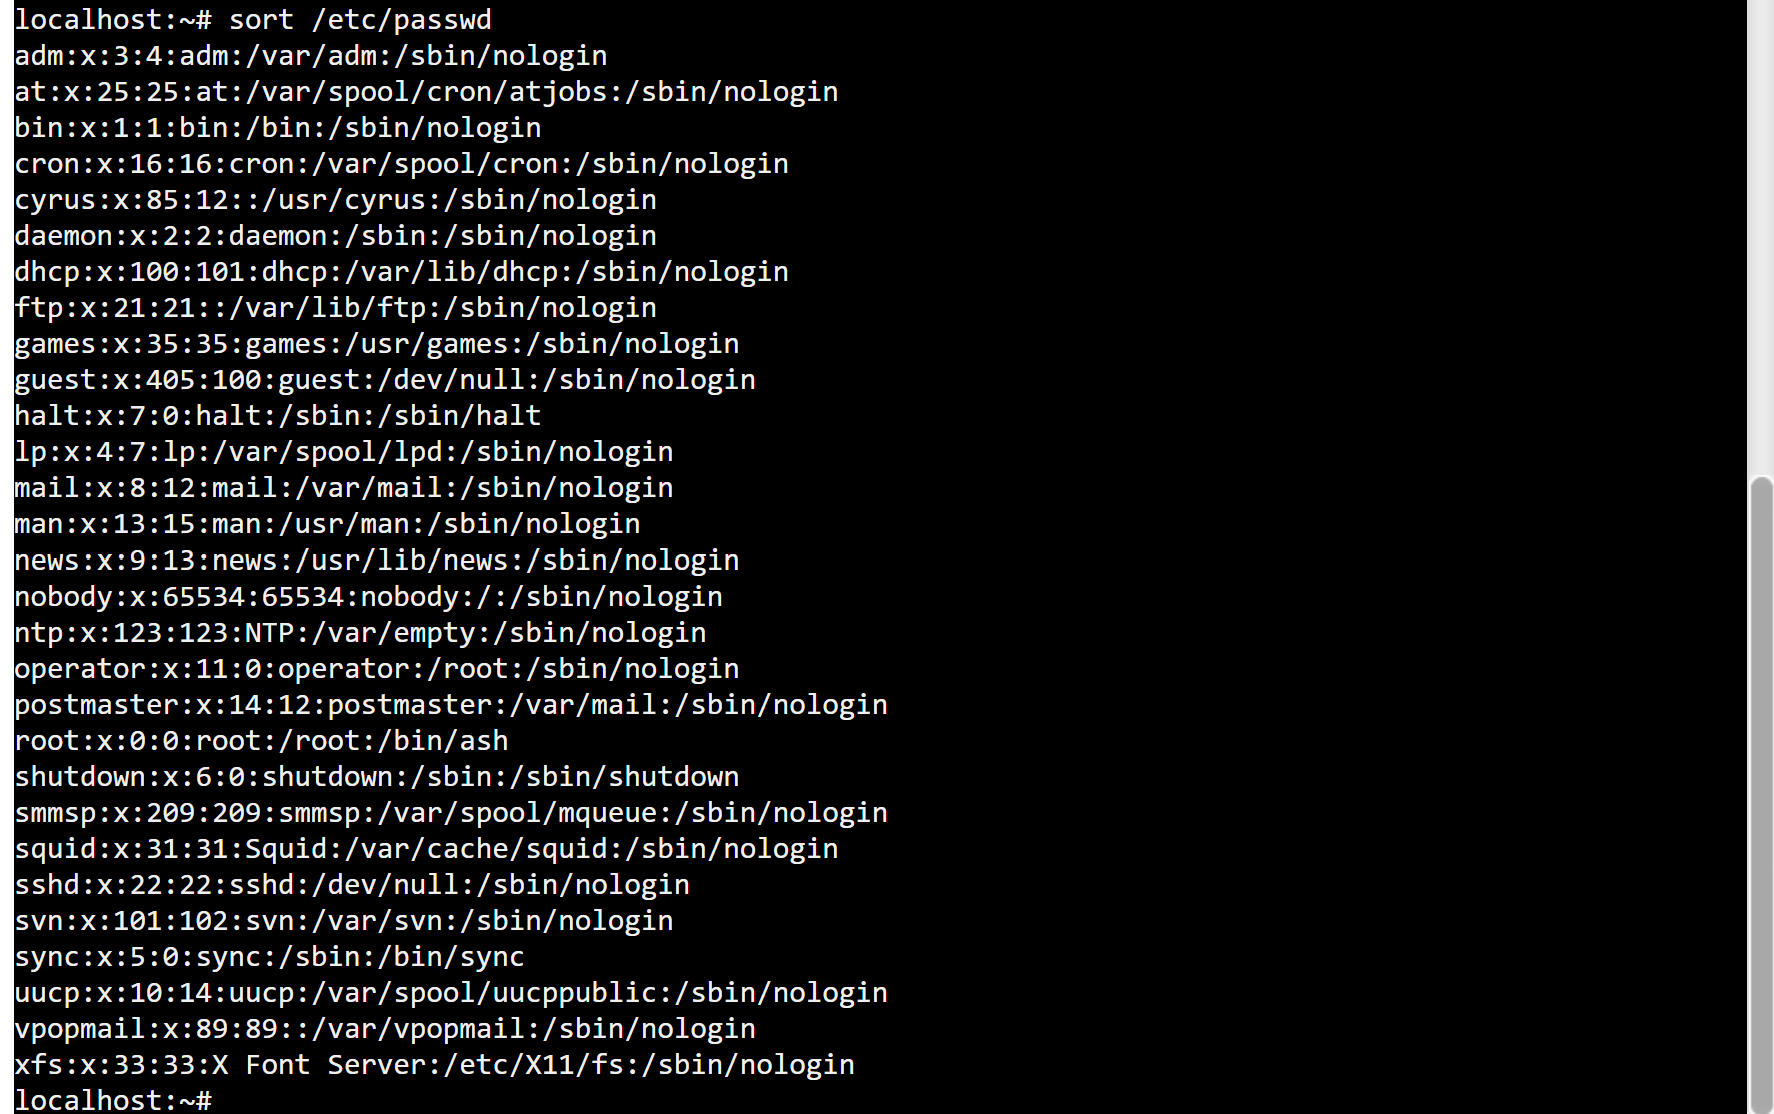 localhost:~# sort /etc/passwd
adm:x:3:4:adm:/var/adm:/sbin/nologin
at:x:25:25:at:/var/spool/cron/atjobs:/sbin/nologin
bin:x:1:1:bin:/bin:/sbin/nologin
cron:x:16:16:cron:/var/spool/cron:/sbin/nologin
cyrus:x:85:12::/usr/cyrus:/sbin/nologin
daemon:x:2:2:daemon:/sbin:/sbin/nologin
dhcp:x:100:101:dhcp:/var/lib/dhcp:/sbin/nologin
ftp:x:21:21::/var/lib/ftp:/sbin/nologin
games:x:35:35:games:/usr/games:/sbin/nologin
guest:x:405:100:guest:/dev/null:/sbin/nologin
halt:x:7:0:halt:/sbin:/sbin/halt
lp:x:4:7:lp:/var/spool/lpd:/sbin/nologin
mail:x:8:12:mail:/var/mail:/sbin/nologin
man:x:13:15:man:/usr/man:/sbin/nologin
news:x:9:13:news:/usr/lib/news:/sbin/nologin
nobody:x:65534:65534:nobody:/:/sbin/nologin
ntp:x:123:123:NTP:/var/empty:/sbin/nologin
operator:x:11:0:operator:/root:/sbin/nologin
postmaster:x:14:12:postmaster:/var/mail:/sbin/nologin
root:x:0:0:root:/root:/bin/ash
shutdown:x:6:0:shutdown:/sbin:/sbin/shutdown
smmsp:x:209:209:smmsp:/var/spool/mqueue:/sbin/nologin
squid:x:31:31:Squid:/var/cache/squid:/sbin/nologin
sshd:x:22:22:sshd:/dev/null:/sbin/nologin
svn:x:101:102:svn:/var/svn:/sbin/nologin
sync:x:5:0:sync:/sbin:/bin/sync
uucp:x:10:14:uucp:/var/spool/uucppublic:/sbin/nologin
vpopmail:x:89:89::/var/vpopmail:/sbin/nologin
xfs:x:33:33:X Font Server:/etc/X11/fs:/sbin/nologin
localhost:~#